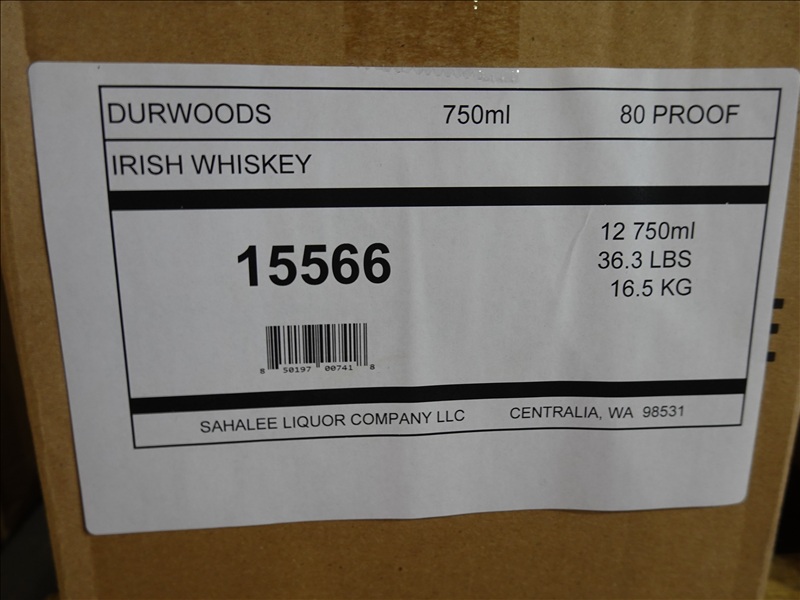 DURWOODS 750ml 80 PROOF
IRISH WHISKEY
15566
12 750ml
36.3 LBS
16.5 KG
8 50197 00741 8
SAHALEE LIQUOR COMPANY LLC CENTRALIA, WA 98531